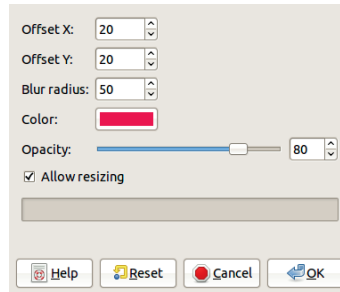 Offset X: 20
Offset Y: 20
Blur radius: 50
Color:
Opacity: 80
Allow resizing
Help Reset Cancel OK